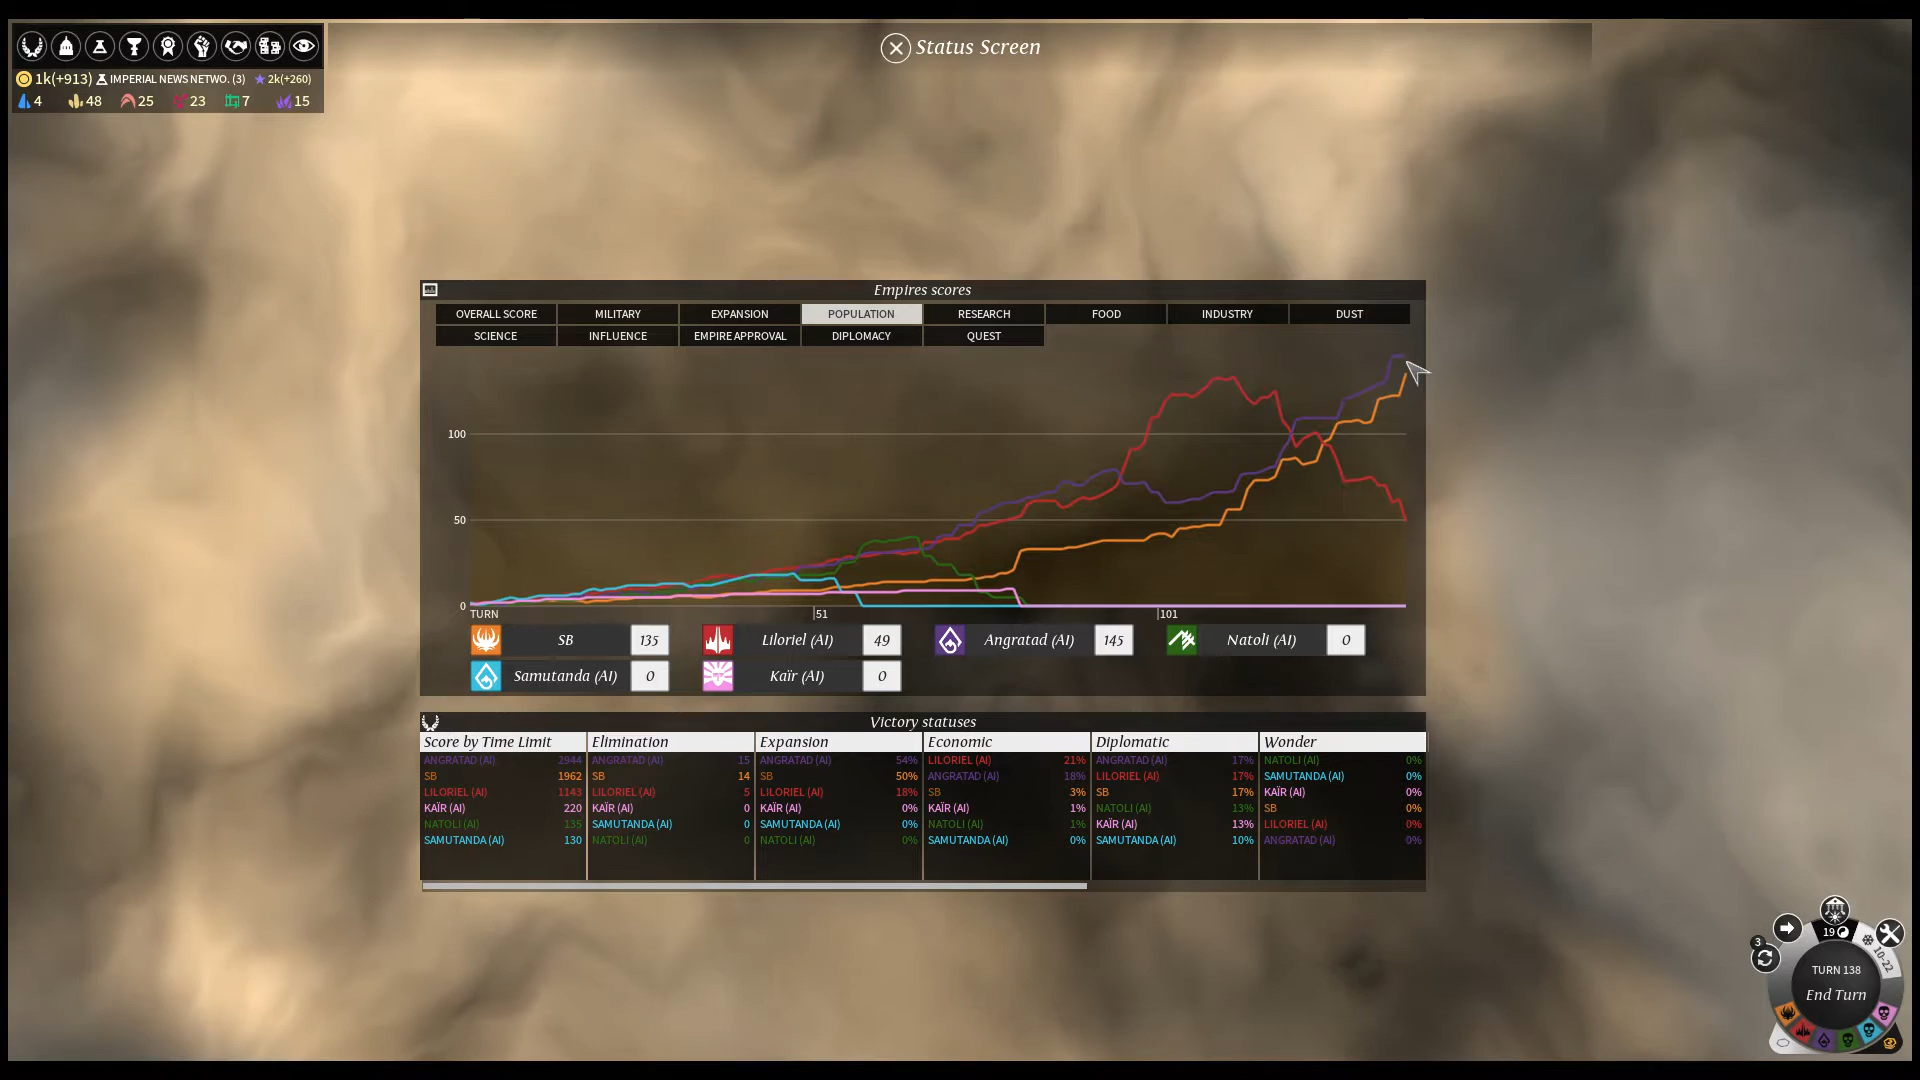 Status Screen
1k(+913) IMPERIAL NEWS NETWO. (3) 2k(+260)
4 48 25 23 7 15
Empires scores
OVERALL SCORE MILITARY EXPANSION POPULATION RESEARCH FOOD INDUSTRY DUST
SCIENCE INFLUENCE EMPIRE APPROVAL DIPLOMACY QUEST
100
50
0
TURN 51 101
SB 135 Liloriel (AI) 49 Angratad (AI) 145 Natoli (AI) 0
Samutanda (AI) 0 Kaïr (AI) 0
Victory statuses
Score by Time Limit Elimination Expansion Economic Diplomatic Wonder
ANGRATAD (AI) 2944 ANGRATAD (AI) 15 ANGRATAD (AI) 54% LILORIEL (AI) 21% ANGRATAD (AI) 17% NATOLI (AI) 0%
SB 1962 SB 14 SB 50% ANGRATAD (AI) 18% LILORIEL (AI) 17% SAMUTANDA (AI) 0%
LILORIEL (AI) 1143 LILORIEL (AI) 5 LILORIEL (AI) 18% SB 3% SB 17% KAÏR (AI) 0%
KAÏR (AI) 220 KAÏR (AI) 0 KAÏR (AI) 0% KAÏR (AI) 1% NATOLI (AI) 13% SB 0%
NATOLI (AI) 135 SAMUTANDA (AI) 0 SAMUTANDA (AI) 0% NATOLI (AI) 1% KAÏR (AI) 13% LILORIEL (AI) 0%
SAMUTANDA (AI) 130 NATOLI (AI) 0 NATOLI (AI) 0% SAMUTANDA (AI) 0% SAMUTANDA (AI) 10% ANGRATAD (AI) 0%
19
3
10-22
TURN 138
End Turn